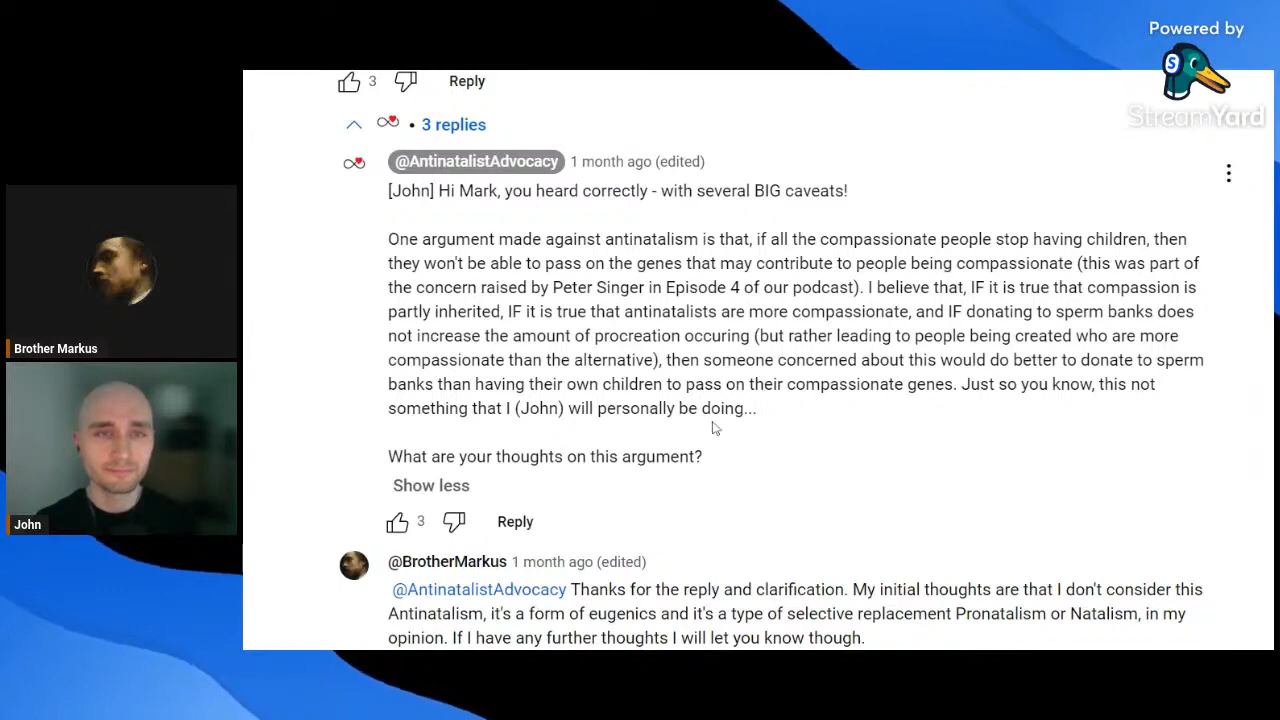 Powered by
S
StreamYard
3 Reply
• 3 replies
@AntinatalistAdvocacy 1 month ago (edited)
[John] Hi Mark, you heard correctly - with several BIG caveats!
One argument made against antinatalism is that, if all the compassionate people stop having children, then
they won't be able to pass on the genes that may contribute to people being compassionate (this was part of
the concern raised by Peter Singer in Episode 4 of our podcast). I believe that, IF it is true that compassion is
partly inherited, IF it is true that antinatalists are more compassionate, and IF donating to sperm banks does
not increase the amount of procreation occuring (but rather leading to people being created who are more
compassionate than the alternative), then someone concerned about this would do better to donate to sperm
banks than having their own children to pass on their compassionate genes. Just so you know, this not
something that I (John) will personally be doing...
What are your thoughts on this argument?
Show less
3 Reply
@BrotherMarkus 1 month ago (edited)
@AntinatalistAdvocacy Thanks for the reply and clarification. My initial thoughts are that I don't consider this
Antinatalism, it's a form of eugenics and it's a type of selective replacement Pronatalism or Natalism, in my
opinion. If I have any further thoughts I will let you know though.
Brother Markus
John